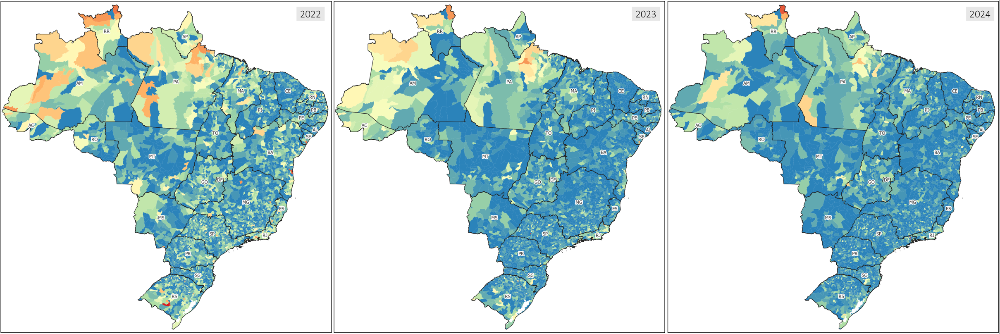 2022
RR
AP
AM
PA
MA
CE
RN
PB
PI
PE
AC
AL
TO
SE
RO
BA
MT
GO
DF
MG
ES
MS
SP
RJ
PR
SC
RS
2023
RR
AP
AM
PA
MA
CE
RN
PB
PI
PE
AC
AL
TO
SE
RO
BA
MT
GO
DF
MG
ES
MS
SP
RJ
PR
SC
RS
2024
RR
AP
AM
PA
MA
CE
RN
PB
PI
PE
AC
AL
TO
SE
RO
BA
MT
GO
DF
MG
ES
MS
SP
RJ
PR
SC
RS